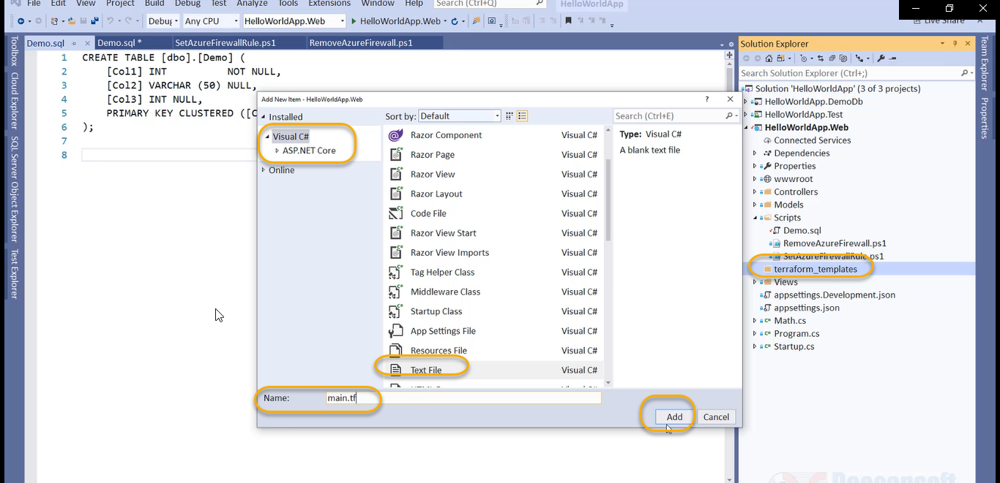 File Edit View Project Build Debug Test Analyze Tools Extensions Window Help Search (Ctrl+Q) HelloWorldApp
Debug Any CPU HelloWorldApp.Web HelloWorldApp.Web Live Share
Demo.sql Demo.sql * SetAzureFirewallRule.ps1 RemoveAzureFirewall.ps1
Toolbox
Cloud Explorer
SQL Server Object Explorer
Test Explorer
1 CREATE TABLE [dbo].[Demo] (
2 [Col1] INT NOT NULL,
3 [Col2] VARCHAR (50) NULL,
4 [Col3] INT NULL,
5 PRIMARY KEY CLUSTERED ([C
6 );
7
8
Add New Item - HelloWorldApp.Web ?
Installed
Visual C#
ASP.NET Core
Online
Sort by: Default
Search (Ctrl+E)
Razor Component Visual C#
Razor Page Visual C#
Razor View Visual C#
Razor Layout Visual C#
Code File Visual C#
Razor View Start Visual C#
Razor View Imports Visual C#
Tag Helper Class Visual C#
Middleware Class Visual C#
Startup Class Visual C#
App Settings File Visual C#
Resources File Visual C#
Text File Visual C#
Type: Visual C#
A blank text file
Name: main.tf
Add Cancel
Solution Explorer
Search Solution Explorer (Ctrl+;)
Solution 'HelloWorldApp' (3 of 3 projects)
HelloWorldApp.DemoDb
HelloWorldApp.Test
HelloWorldApp.Web
Connected Services
Dependencies
Properties
wwwroot
Controllers
Models
Scripts
Demo.sql
RemoveAzureFirewall.ps1
SetAzureFirewallRule.ps1
terraform_templates
Views
appsettings.Development.json
appsettings.json
Math.cs
Program.cs
Startup.cs
Team Explorer
Properties